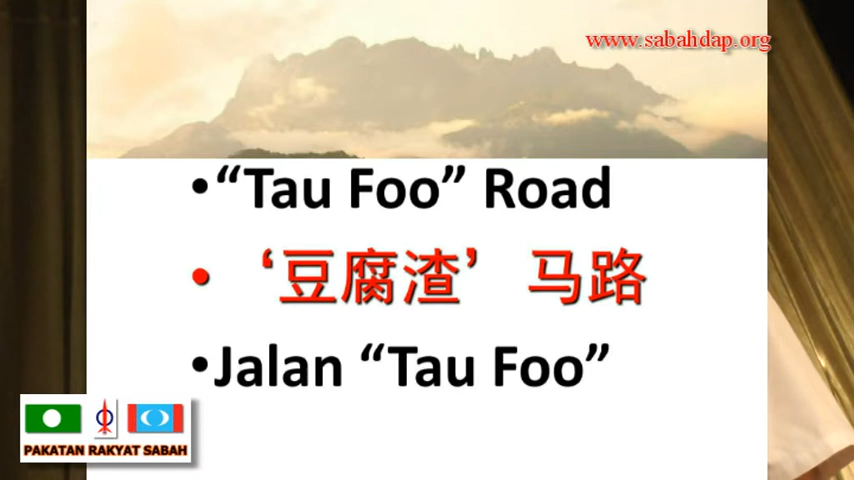 www.sabahdap.org
•“Tau Foo” Road
•‘豆腐渣’马路
•Jalan “Tau Foo”
PAKATAN RAKYAT SABAH